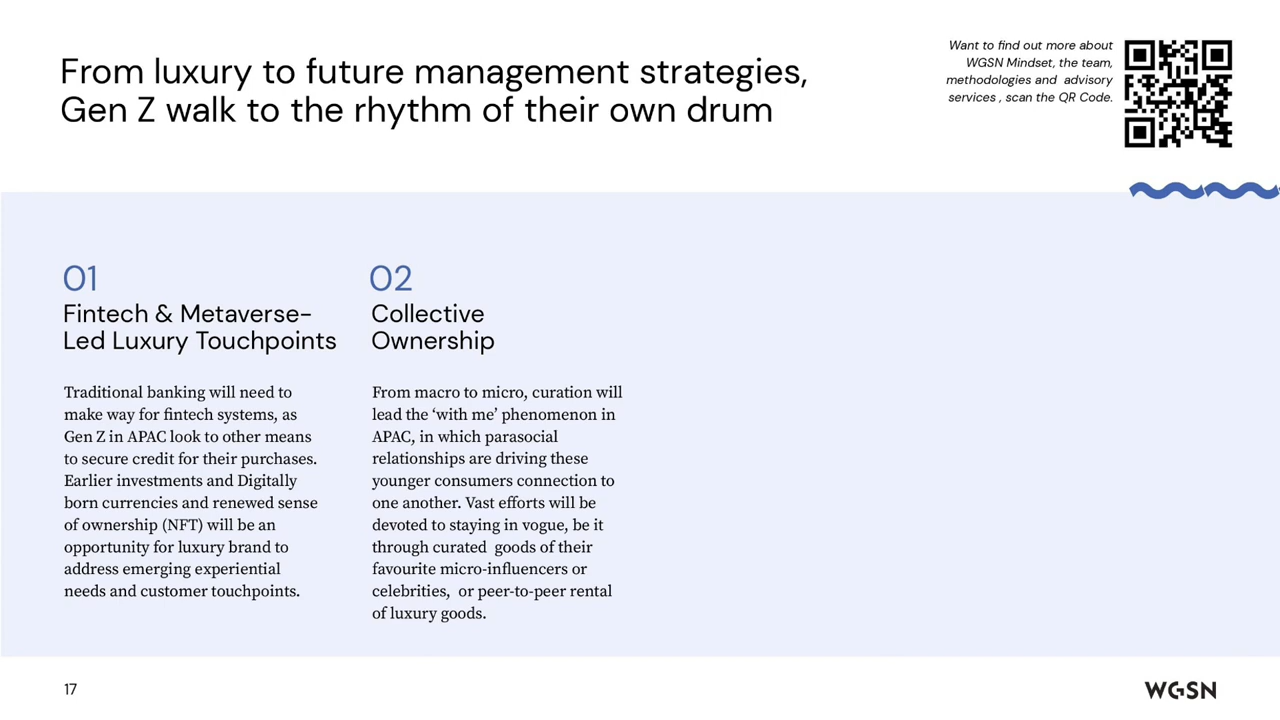 From luxury to future management strategies,
Gen Z walk to the rhythm of their own drum
Want to find out more about
WGSN Mindset, the team,
methodologies and  advisory
services , scan the QR Code.
01
Fintech & Metaverse-
Led Luxury Touchpoints
Traditional banking will need to
make way for fintech systems, as
Gen Z in APAC look to other means
to secure credit for their purchases.
Earlier investments and Digitally
born currencies and renewed sense
of ownership (NFT) will be an
opportunity for luxury brand to
address emerging experiential
needs and customer touchpoints.
02
Collective
Ownership
From macro to micro, curation will
lead the ‘with me’ phenomenon in
APAC, in which parasocial
relationships are driving these
younger consumers connection to
one another. Vast efforts will be
devoted to staying in vogue, be it
through curated  goods of their
favourite micro-influencers or
celebrities,  or peer-to-peer rental
of luxury goods.
17
WGSN